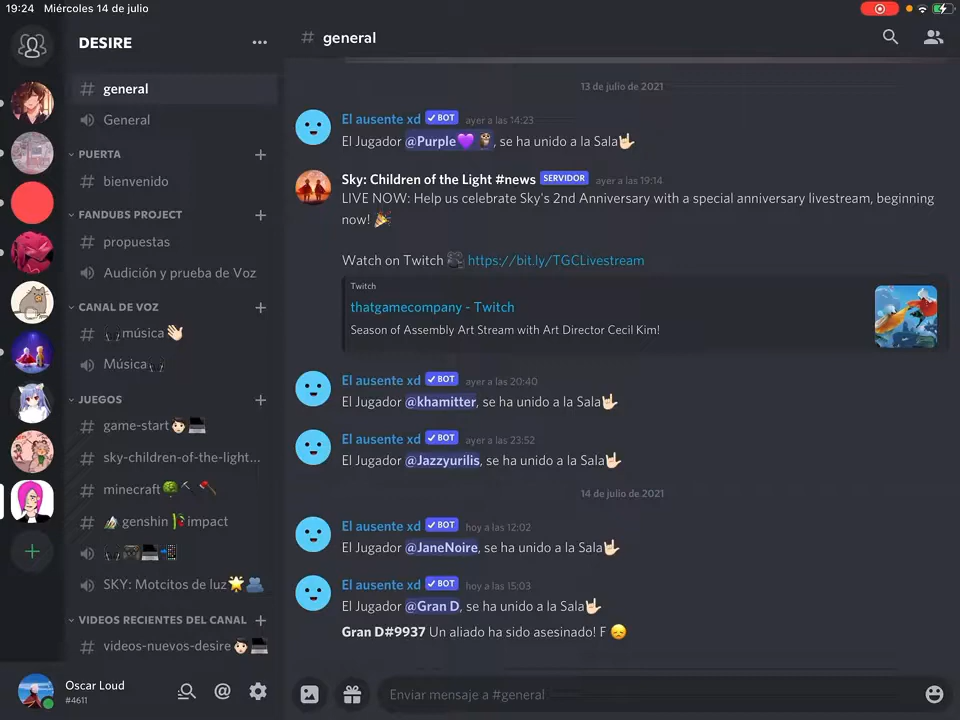 19:24 Miércoles 14 de julio
DESIRE
# general
General
PUERTA
# bienvenido
FANDUBS PROJECT
# propuestas
Audición y prueba de Voz
CANAL DE VOZ
# música👋🏻
Música
JUEGOS
# game-start
# sky-children-of-the-light...
# minecraft
# genshin impact
SKY: Motcitos de luz🌟🫂
VIDEOS RECIENTES DEL CANAL
# videos-nuevos-desire
Oscar Loud
#4611
# general
13 de julio de 2021
El ausente xd ✓BOT ayer a las 14:23
El Jugador @Purple💜, se ha unido a la Sala🤟🏻
Sky: Children of the Light #news SERVIDOR ayer a las 19:14
LIVE NOW: Help us celebrate Sky's 2nd Anniversary with a special anniversary livestream, beginning
now! 🎉
Watch on Twitch 🎥 https://bit.ly/TGCLivestream
Twitch
thatgamecompany - Twitch
Season of Assembly Art Stream with Art Director Cecil Kim!
El ausente xd ✓BOT ayer a las 20:40
El Jugador @khamitter, se ha unido a la Sala🤟🏻
El ausente xd ✓BOT ayer a las 23:52
El Jugador @Jazzyurilis, se ha unido a la Sala🤟🏻
14 de julio de 2021
El ausente xd ✓BOT hoy a las 12:02
El Jugador @JaneNoire, se ha unido a la Sala🤟🏻
El ausente xd ✓BOT hoy a las 15:03
El Jugador @Gran D, se ha unido a la Sala🤟🏻
Gran D#9937 Un aliado ha sido asesinado! F 😞
Enviar mensaje a #general